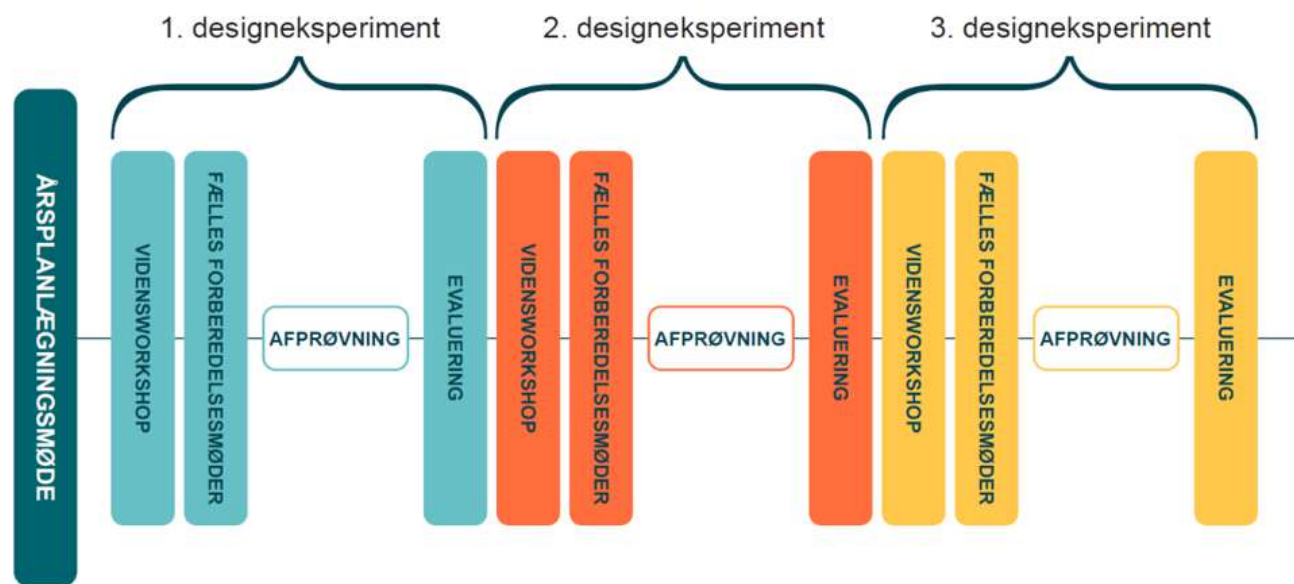 1. designeksperiment
2. designeksperiment
3. designeksperiment
ÅRSPLANLÆGNINGSMØDE
VIDENSWORKSHOP
FÆLLES FORBEREDELSESMØDER
AFPRØVNING
EVALUERING
VIDENSWORKSHOP
FÆLLES FORBEREDELSESMØDER
AFPRØVNING
EVALUERING
VIDENSWORKSHOP
FÆLLES FORBEREDELSESMØDER
AFPRØVNING
EVALUERING